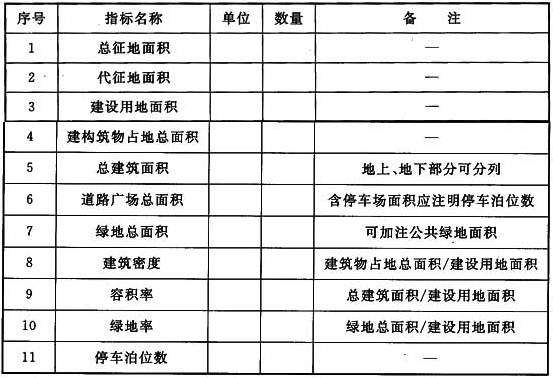 序号 指标名称 单位 数量 备 注
1 总征地面积 —
2 代征地面积 —
3 建设用地面积 —
4 建构筑物占地总面积 —
5 总建筑面积 地上、地下部分可分列
6 道路广场总面积 含停车场面积应注明停车泊位数
7 绿地总面积 可加注公共绿地面积
8 建筑密度 建筑物占地总面积/建设用地面积
9 容积率 总建筑面积/建设用地面积
10 绿地率 绿地总面积/建设用地面积
11 停车泊位数 —